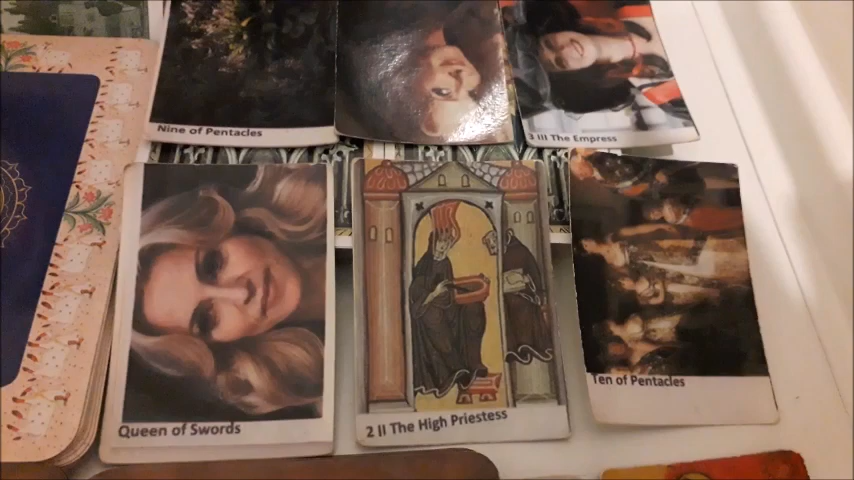 Nine of Pentacles
3 III The Empress
Queen of Swords
2 II The High Priestess
Ten of Pentacles